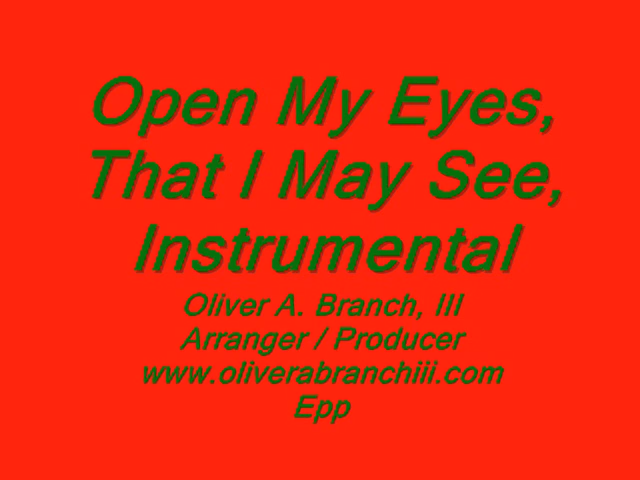 Open My Eyes,
That I May See,
Instrumental
Oliver A. Branch, III
Arranger / Producer
www.oliverabranchiii.com
Epp